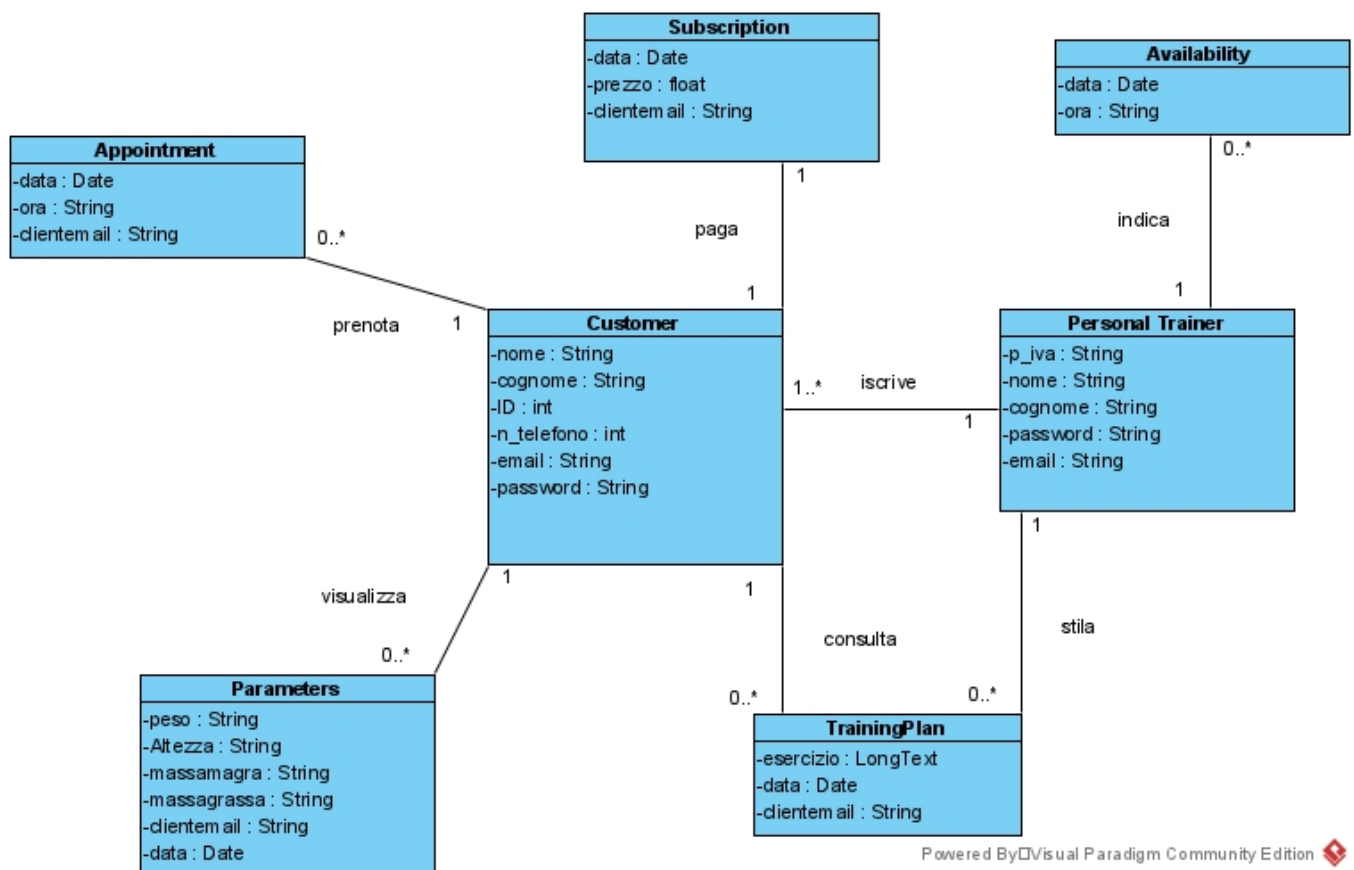 Subscription
-data : Date
-prezzo : float
-clientemail : String
Availability
-data : Date
-ora : String
0..*
Appointment
-data : Date
-ora : String
-clientemail : String
0..*
1
paga
indica
1
1
prenota
1
Customer
-nome : String
-cognome : String
-ID : int
-n_telefono : int
-email : String
-password : String
Personal Trainer
-p_iva : String
-nome : String
-cognome : String
-password : String
-email : String
1..*
iscrive
1
1
1
1
visualizza
consulta
stila
0..*
0..*
0..*
Parameters
-peso : String
-Altezza : String
-massamagra : String
-massagrassa : String
-clientemail : String
-data : Date
TrainingPlan
-esercizio : LongText
-data : Date
-clientemail : String
Powered By□Visual Paradigm Community Edition